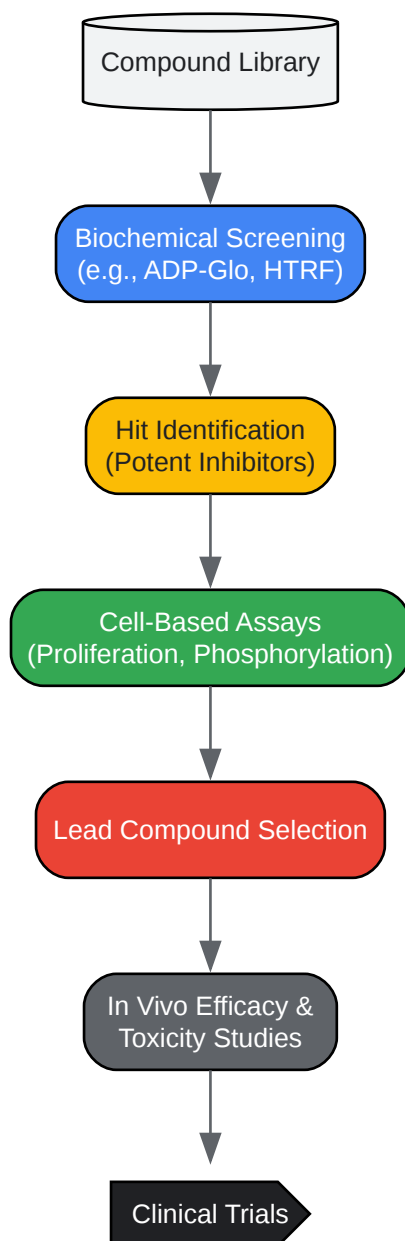 Compound Library
Biochemical Screening
(e.g., ADP-Glo, HTRF)
Hit Identification
(Potent Inhibitors)
Cell-Based Assays
(Proliferation, Phosphorylation)
Lead Compound Selection
In Vivo Efficacy &
Toxicity Studies
Clinical Trials